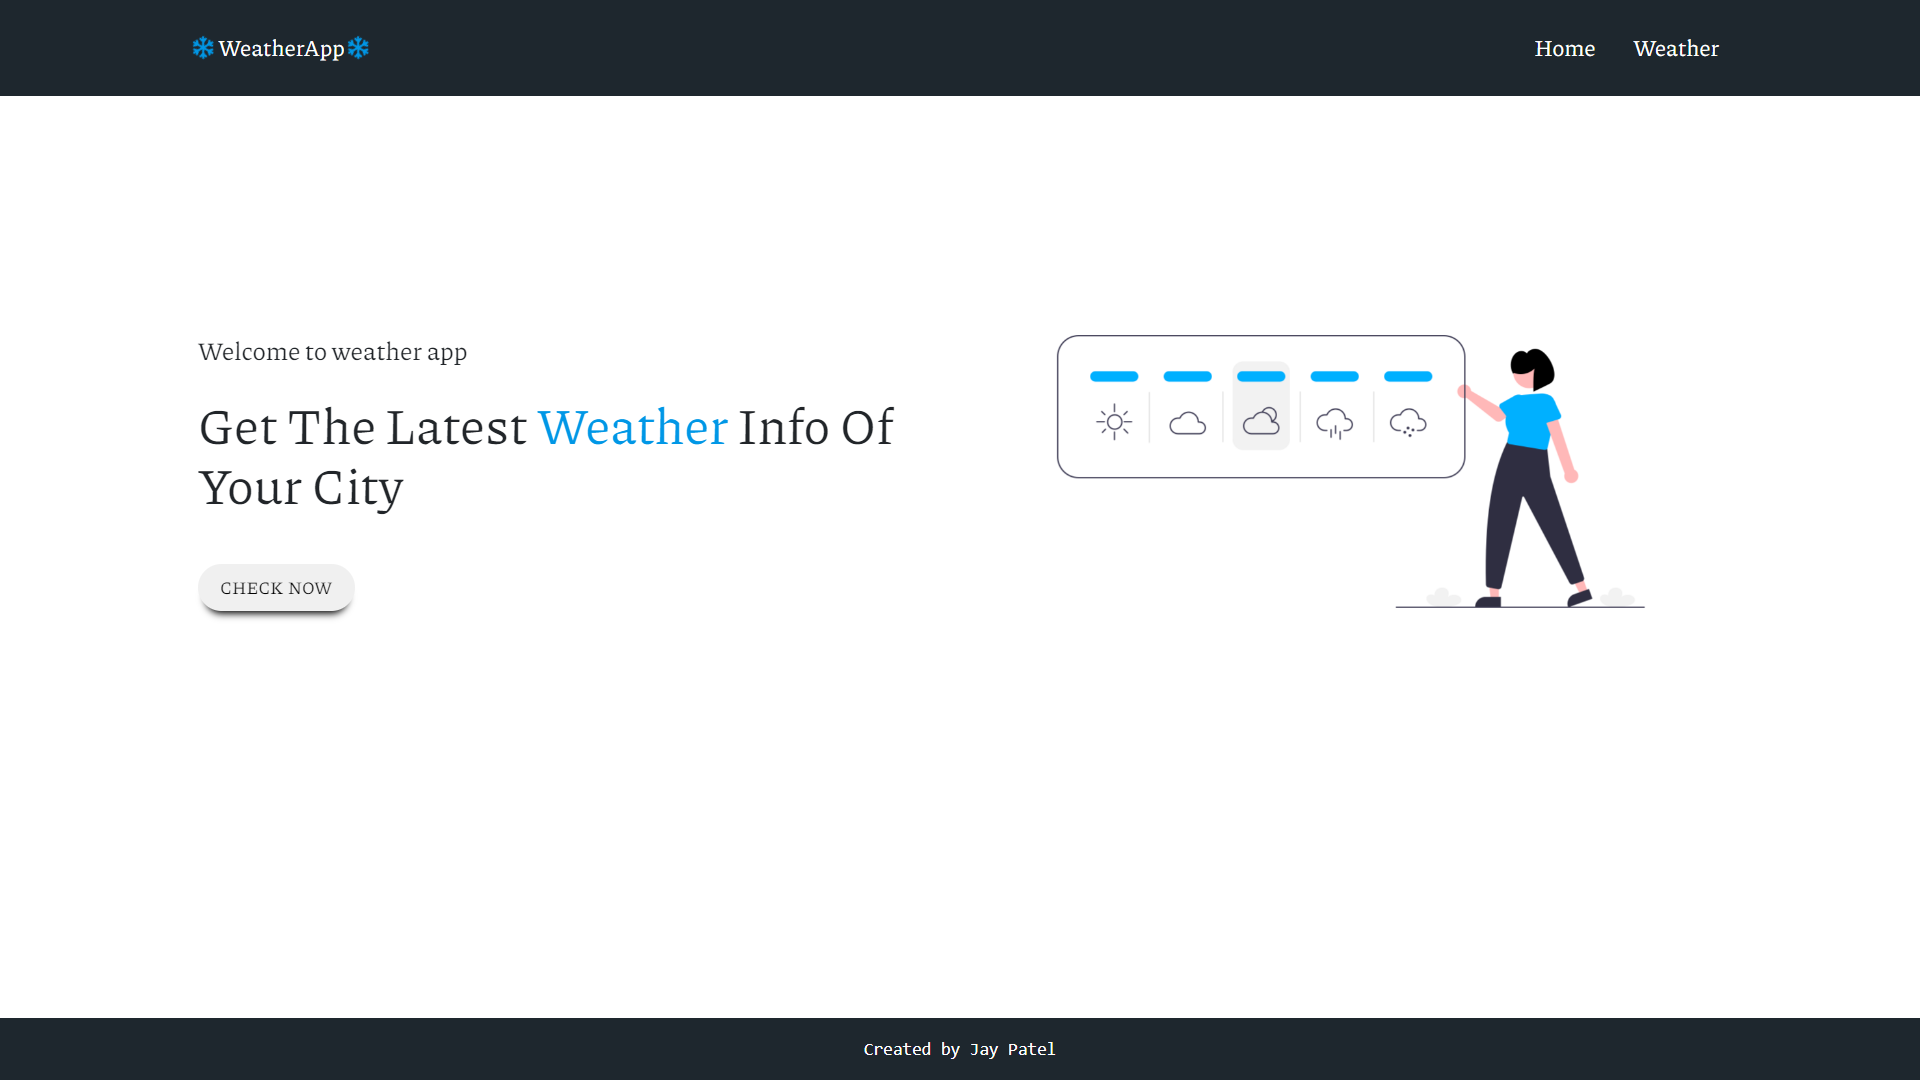 ❄WeatherApp❄
Home Weather
Welcome to weather app
Get The Latest Weather Info Of
Your City
CHECK NOW
Created by Jay Patel